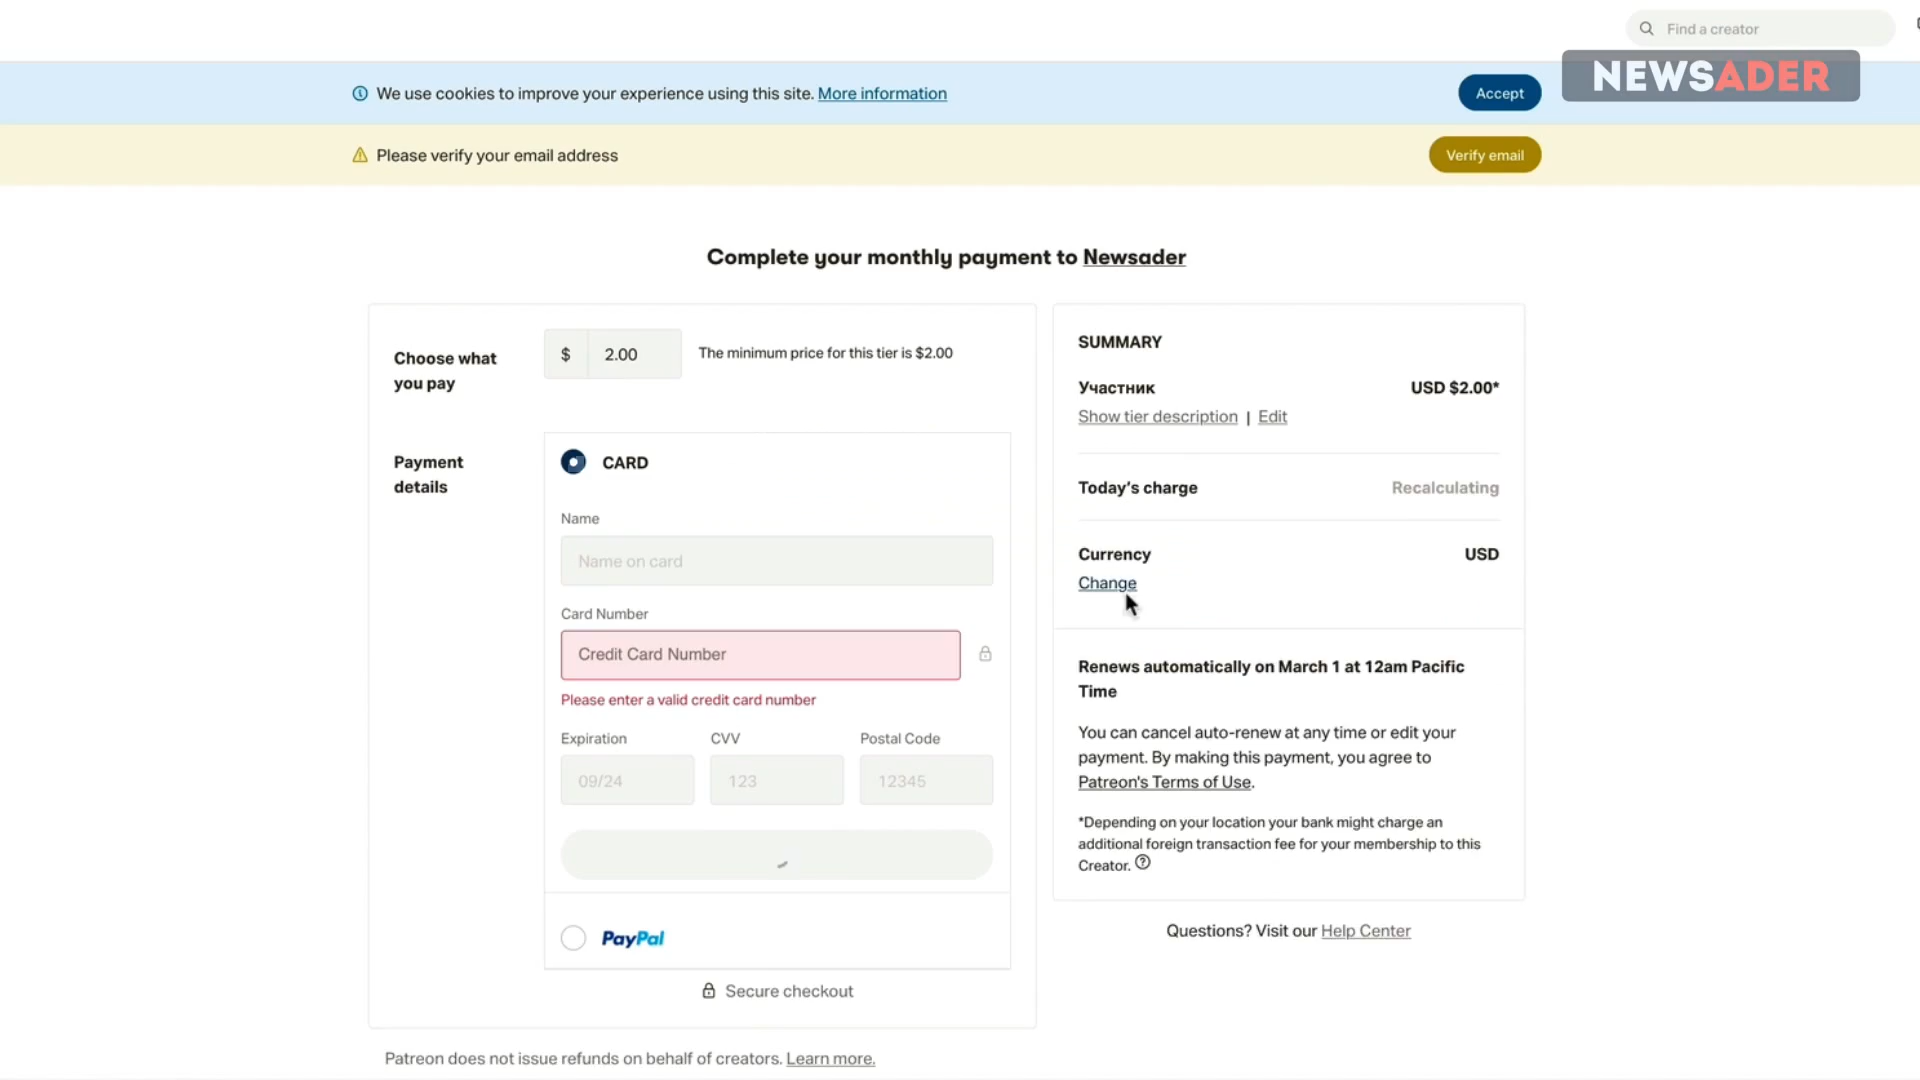 Find a creator
NEWSADER
We use cookies to improve your experience using this site. More information
Accept
Please verify your email address
Verify email
Complete your monthly payment to Newsader
Choose what
you pay
$ 2.00
The minimum price for this tier is $2.00
Payment
details
CARD
Name
Name on card
Card Number
Credit Card Number
Please enter a valid credit card number
Expiration CVV Postal Code
09/24 123 12345
PayPal
Secure checkout
SUMMARY
Участник USD $2.00*
Show tier description | Edit
Today's charge Recalculating
Currency USD
Change
Renews automatically on March 1 at 12am Pacific
Time
You can cancel auto-renew at any time or edit your
payment. By making this payment, you agree to
Patreon's Terms of Use.
*Depending on your location your bank might charge an
additional foreign transaction fee for your membership to this
Creator.
Questions? Visit our Help Center
Patreon does not issue refunds on behalf of creators. Learn more.